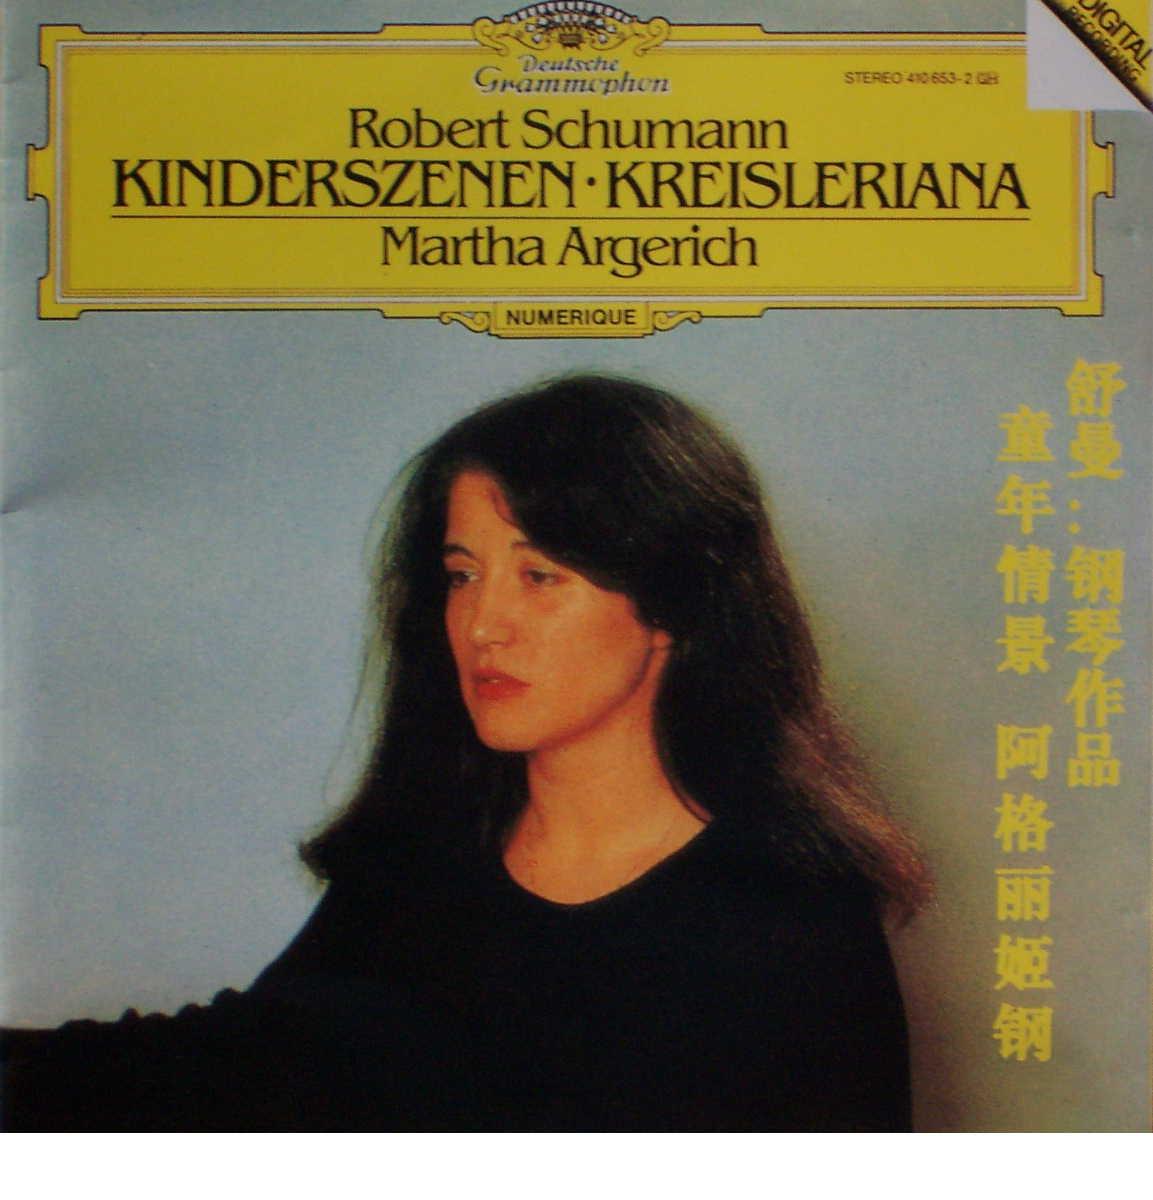 DIGITAL
RECORDING
Deutsche
Grammophon
STEREO 410 653-2 GH
Robert Schumann
KINDERSZENEN · KREISLERIANA
Martha Argerich
NUMERIQUE
舒曼：钢琴作品
童年情景 阿格丽姬钢